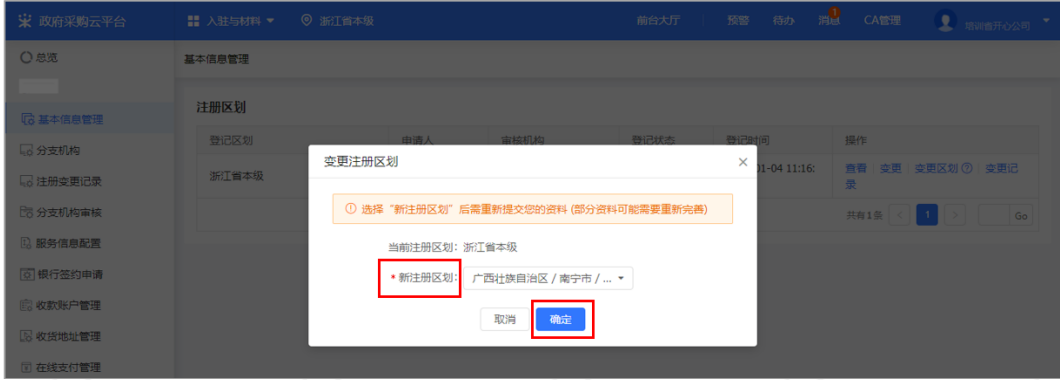 政府采购云平台 入驻与材料 浙江省本级 前台大厅 预警 待办 消息 1 CA管理 培训省开心公司
总览
基本信息管理
基本信息管理
分支机构
注册变更记录
分支机构审核
服务信息配置
银行签约申请
收款账户管理
收货地址管理
在线支付管理
注册区划
登记区划 申请人 审核机构 登记状态 登记时间 操作
浙江省本级 01-04 11:16: 查看 变更 变更区划 变更记
录
共有1条 1 Go
变更注册区划
选择“新注册区划”后需重新提交您的资料 (部分资料可能需要重新完善)
当前注册区划: 浙江省本级
* 新注册区划: 广西壮族自治区 / 南宁市 / ...
取消 确定